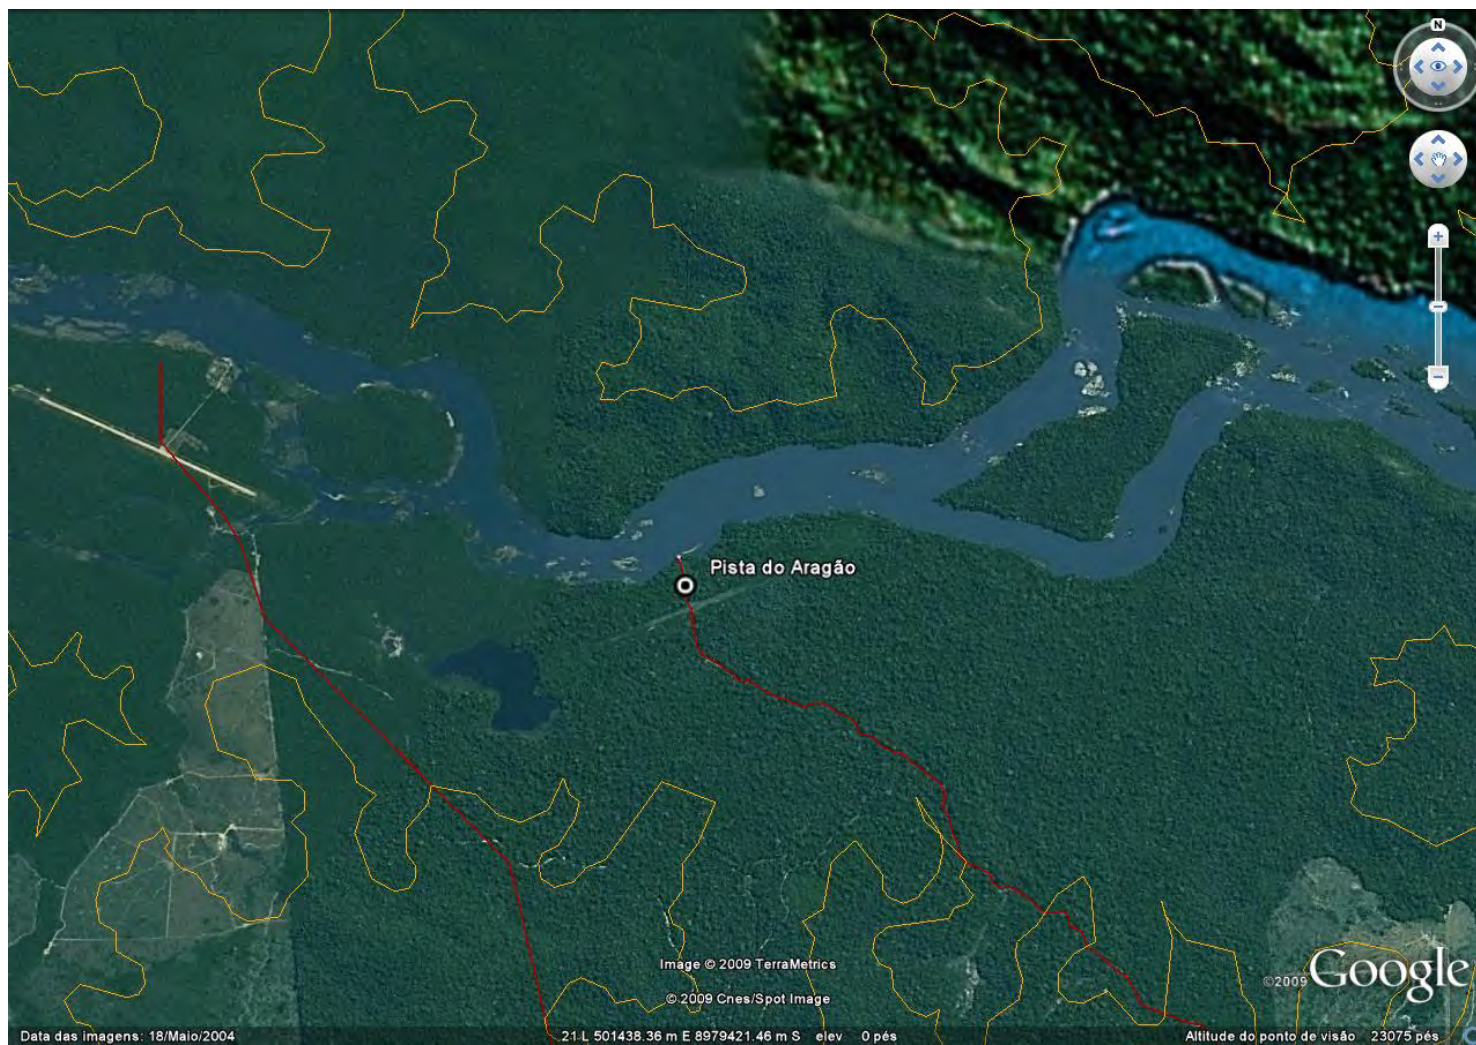 N
Pista do Aragão
Image © 2009 TerraMetrics
© 2009 Cnes/Spot Image
©2009 Google
Data das imagens: 18/Maio/2004
21 L 501438.36 m E 8979421.46 m S elev 0 pés
Altitude do ponto de visão 23075 pés